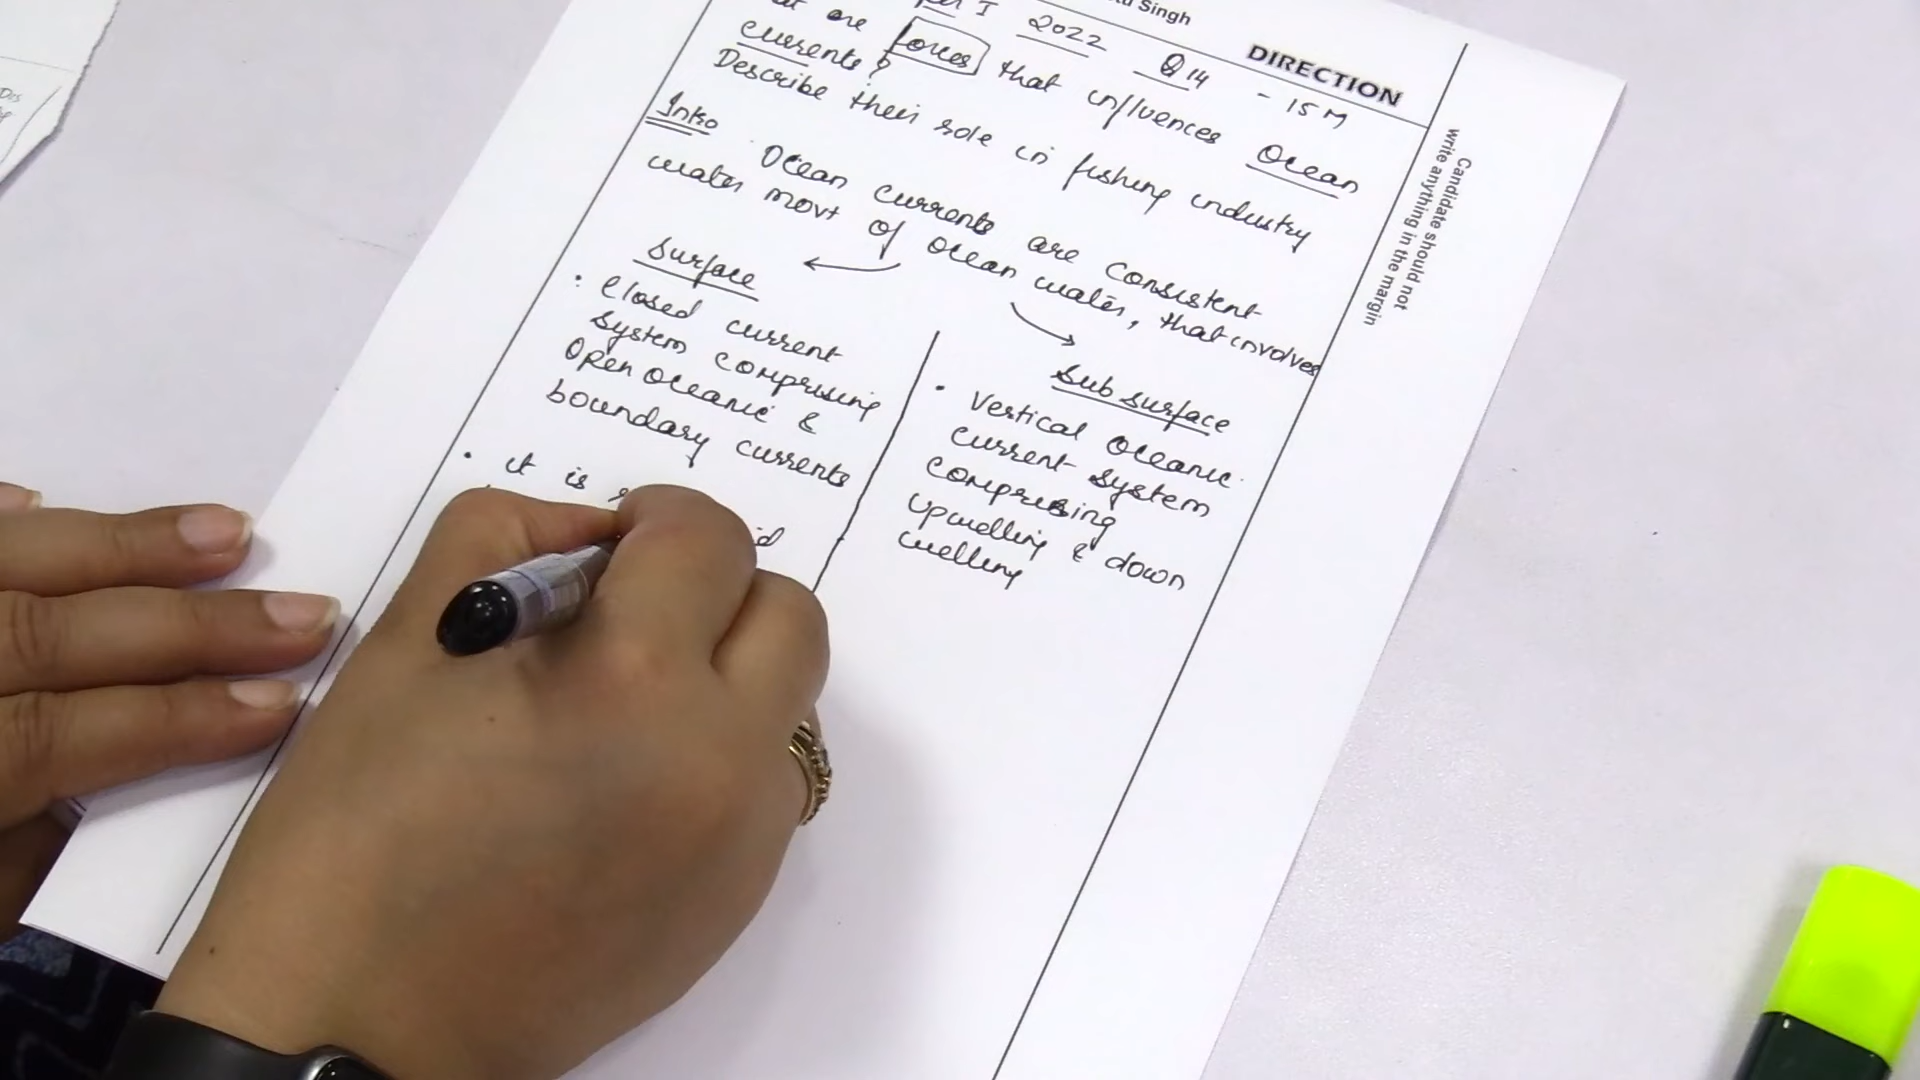 Singh
DIRECTION
I 2022 Q14 - 15M
are forces that influences Ocean
currents?
Describe their role in fishing industry
Intro
Ocean currents are consistent
water movt of ocean water, that involves
Surface
• Closed current
system comprising
Open Oceanic &
boundary currents
• it is
Sub surface
• Vertical Oceanic
current system
comprising
upwelling & down
welling
Candidate should not
write anything in the margin